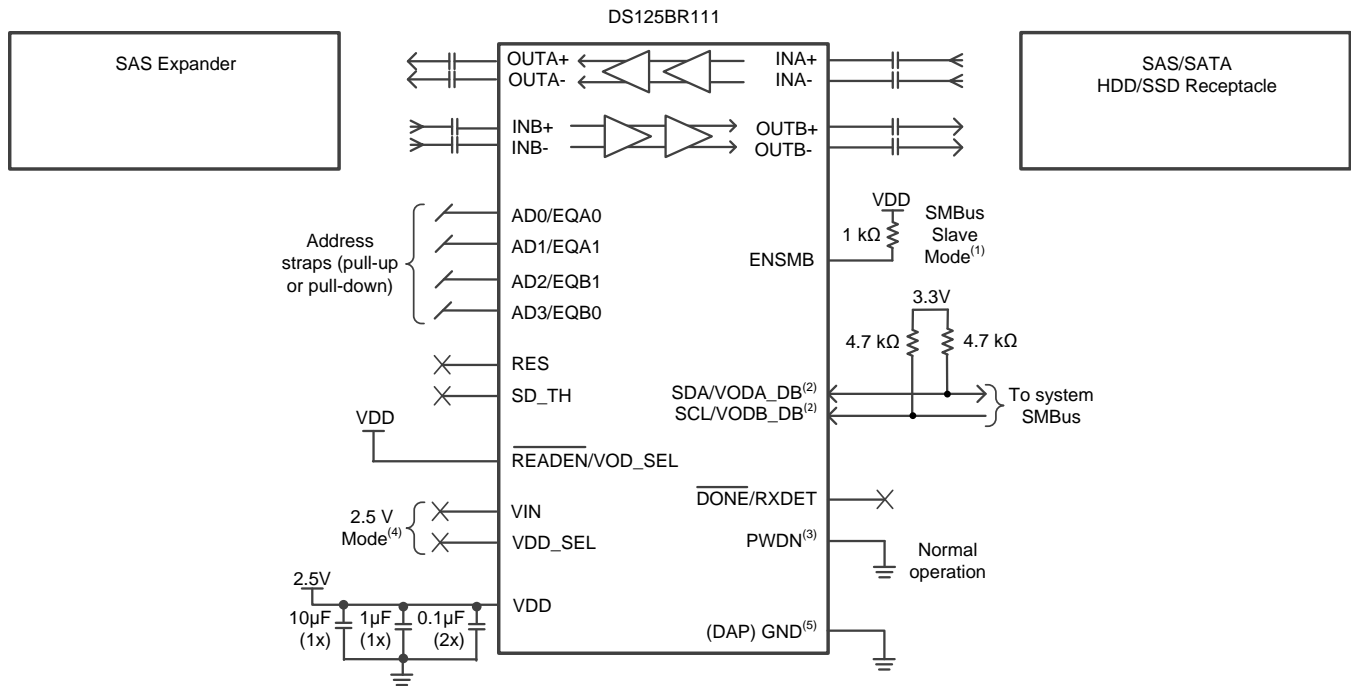 DS125BR111
SAS Expander
SAS/SATA
HDD/SSD Receptacle
OUTA+
OUTA-
INA+
INA-
INB+
INB-
OUTB+
OUTB-
Address
straps (pull-up
or pull-down)
AD0/EQA0
AD1/EQA1
AD2/EQB1
AD3/EQB0
VDD
1 kΩ
SMBus
Slave
Mode(1)
ENSMB
3.3V
4.7 kΩ
4.7 kΩ
RES
SD_TH
SDA/VODA_DB(2)
SCL/VODB_DB(2)
To system
SMBus
VDD
READEN/VOD_SEL
DONE/RXDET
2.5 V
Mode(4)
VIN
VDD_SEL
PWDN(3)
Normal
operation
2.5V
VDD
10µF
(1x)
1µF
(1x)
0.1µF
(2x)
(DAP) GND(5)